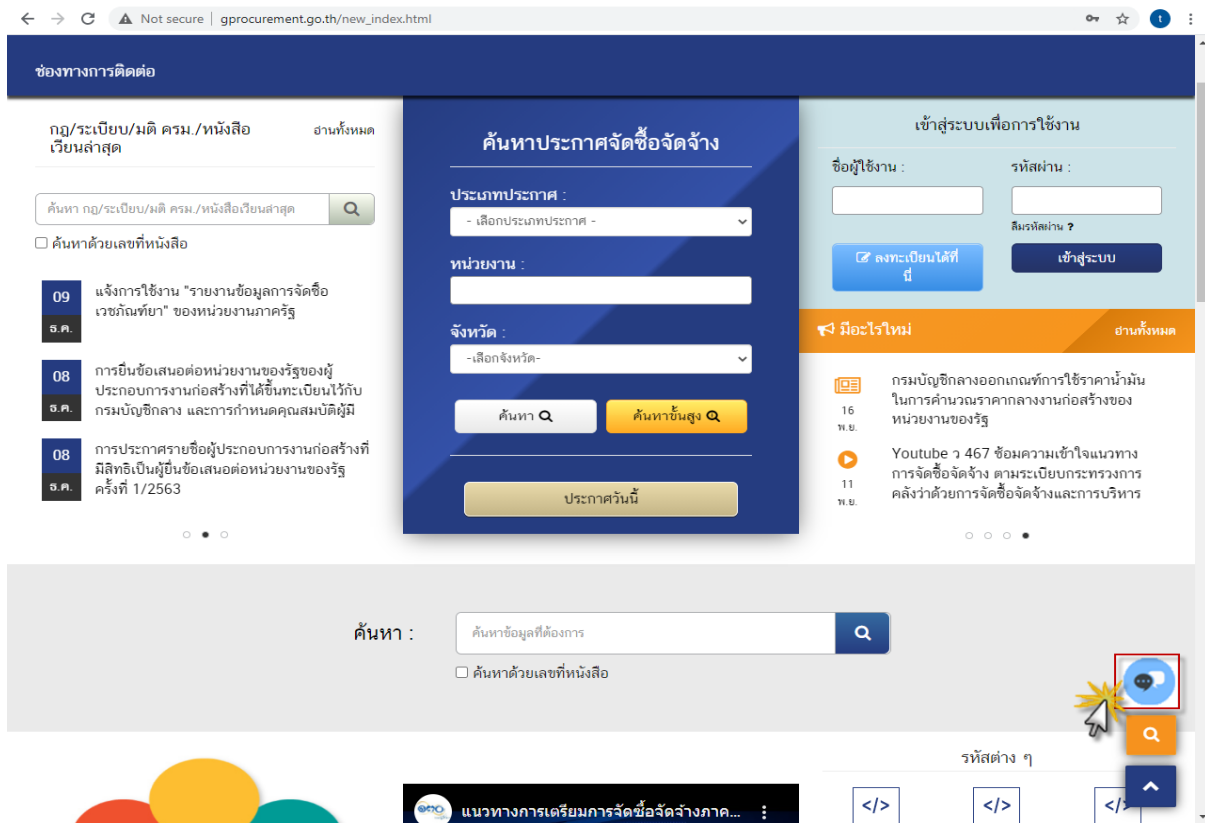 Not secure | gprocurement.go.th/new_index.html
t
ช่องทางการติดต่อ
กฎ/ระเบียบ/มติ ครม./หนังสือ
เวียนล่าสุด
อ่านทั้งหมด
ค้นหา กฎ/ระเบียบ/มติ ครม./หนังสือเวียนล่าสุด
ค้นหาด้วยเลขที่หนังสือ
09
ธ.ค.
แจ้งการใช้งาน "รายงานข้อมูลการจัดซื้อ
เวชภัณฑ์ยา" ของหน่วยงานภาครัฐ
08
ธ.ค.
การยื่นข้อเสนอต่อหน่วยงานของรัฐของผู้
ประกอบการงานก่อสร้างที่ได้ขึ้นทะเบียนไว้กับ
กรมบัญชีกลาง และการกำหนดคุณสมบัติผู้มี
08
ธ.ค.
การประกาศรายชื่อผู้ประกอบการงานก่อสร้างที่
มีสิทธิเป็นผู้ยื่นข้อเสนอต่อหน่วยงานของรัฐ
ครั้งที่ 1/2563
ค้นหาประกาศจัดซื้อจัดจ้าง
ประเภทประกาศ :
- เลือกประเภทประกาศ -
หน่วยงาน :
จังหวัด :
-เลือกจังหวัด-
ค้นหา
ค้นหาขั้นสูง
ประกาศวันนี้
เข้าสู่ระบบเพื่อการใช้งาน
ชื่อผู้ใช้งาน :
รหัสผ่าน :
ลืมรหัสผ่าน ?
ลงทะเบียนได้ที่
นี่
เข้าสู่ระบบ
มีอะไรใหม่
อ่านทั้งหมด
16
พ.ย.
กรมบัญชีกลางออกเกณฑ์การใช้ราคาน้ำมัน
ในการคำนวณราคากลางงานก่อสร้างของ
หน่วยงานของรัฐ
11
พ.ย.
Youtube ว 467 ซ้อมความเข้าใจแนวทาง
การจัดซื้อจัดจ้าง ตามระเบียบกระทรวงการ
คลังว่าด้วยการจัดซื้อจัดจ้างและการบริหาร
ค้นหา :
ค้นหาข้อมูลที่ต้องการ
ค้นหาด้วยเลขที่หนังสือ
แนวทางการเตรียมการจัดซื้อจัดจ้างภาค...
รหัสต่าง ๆ
</>
</>
</>